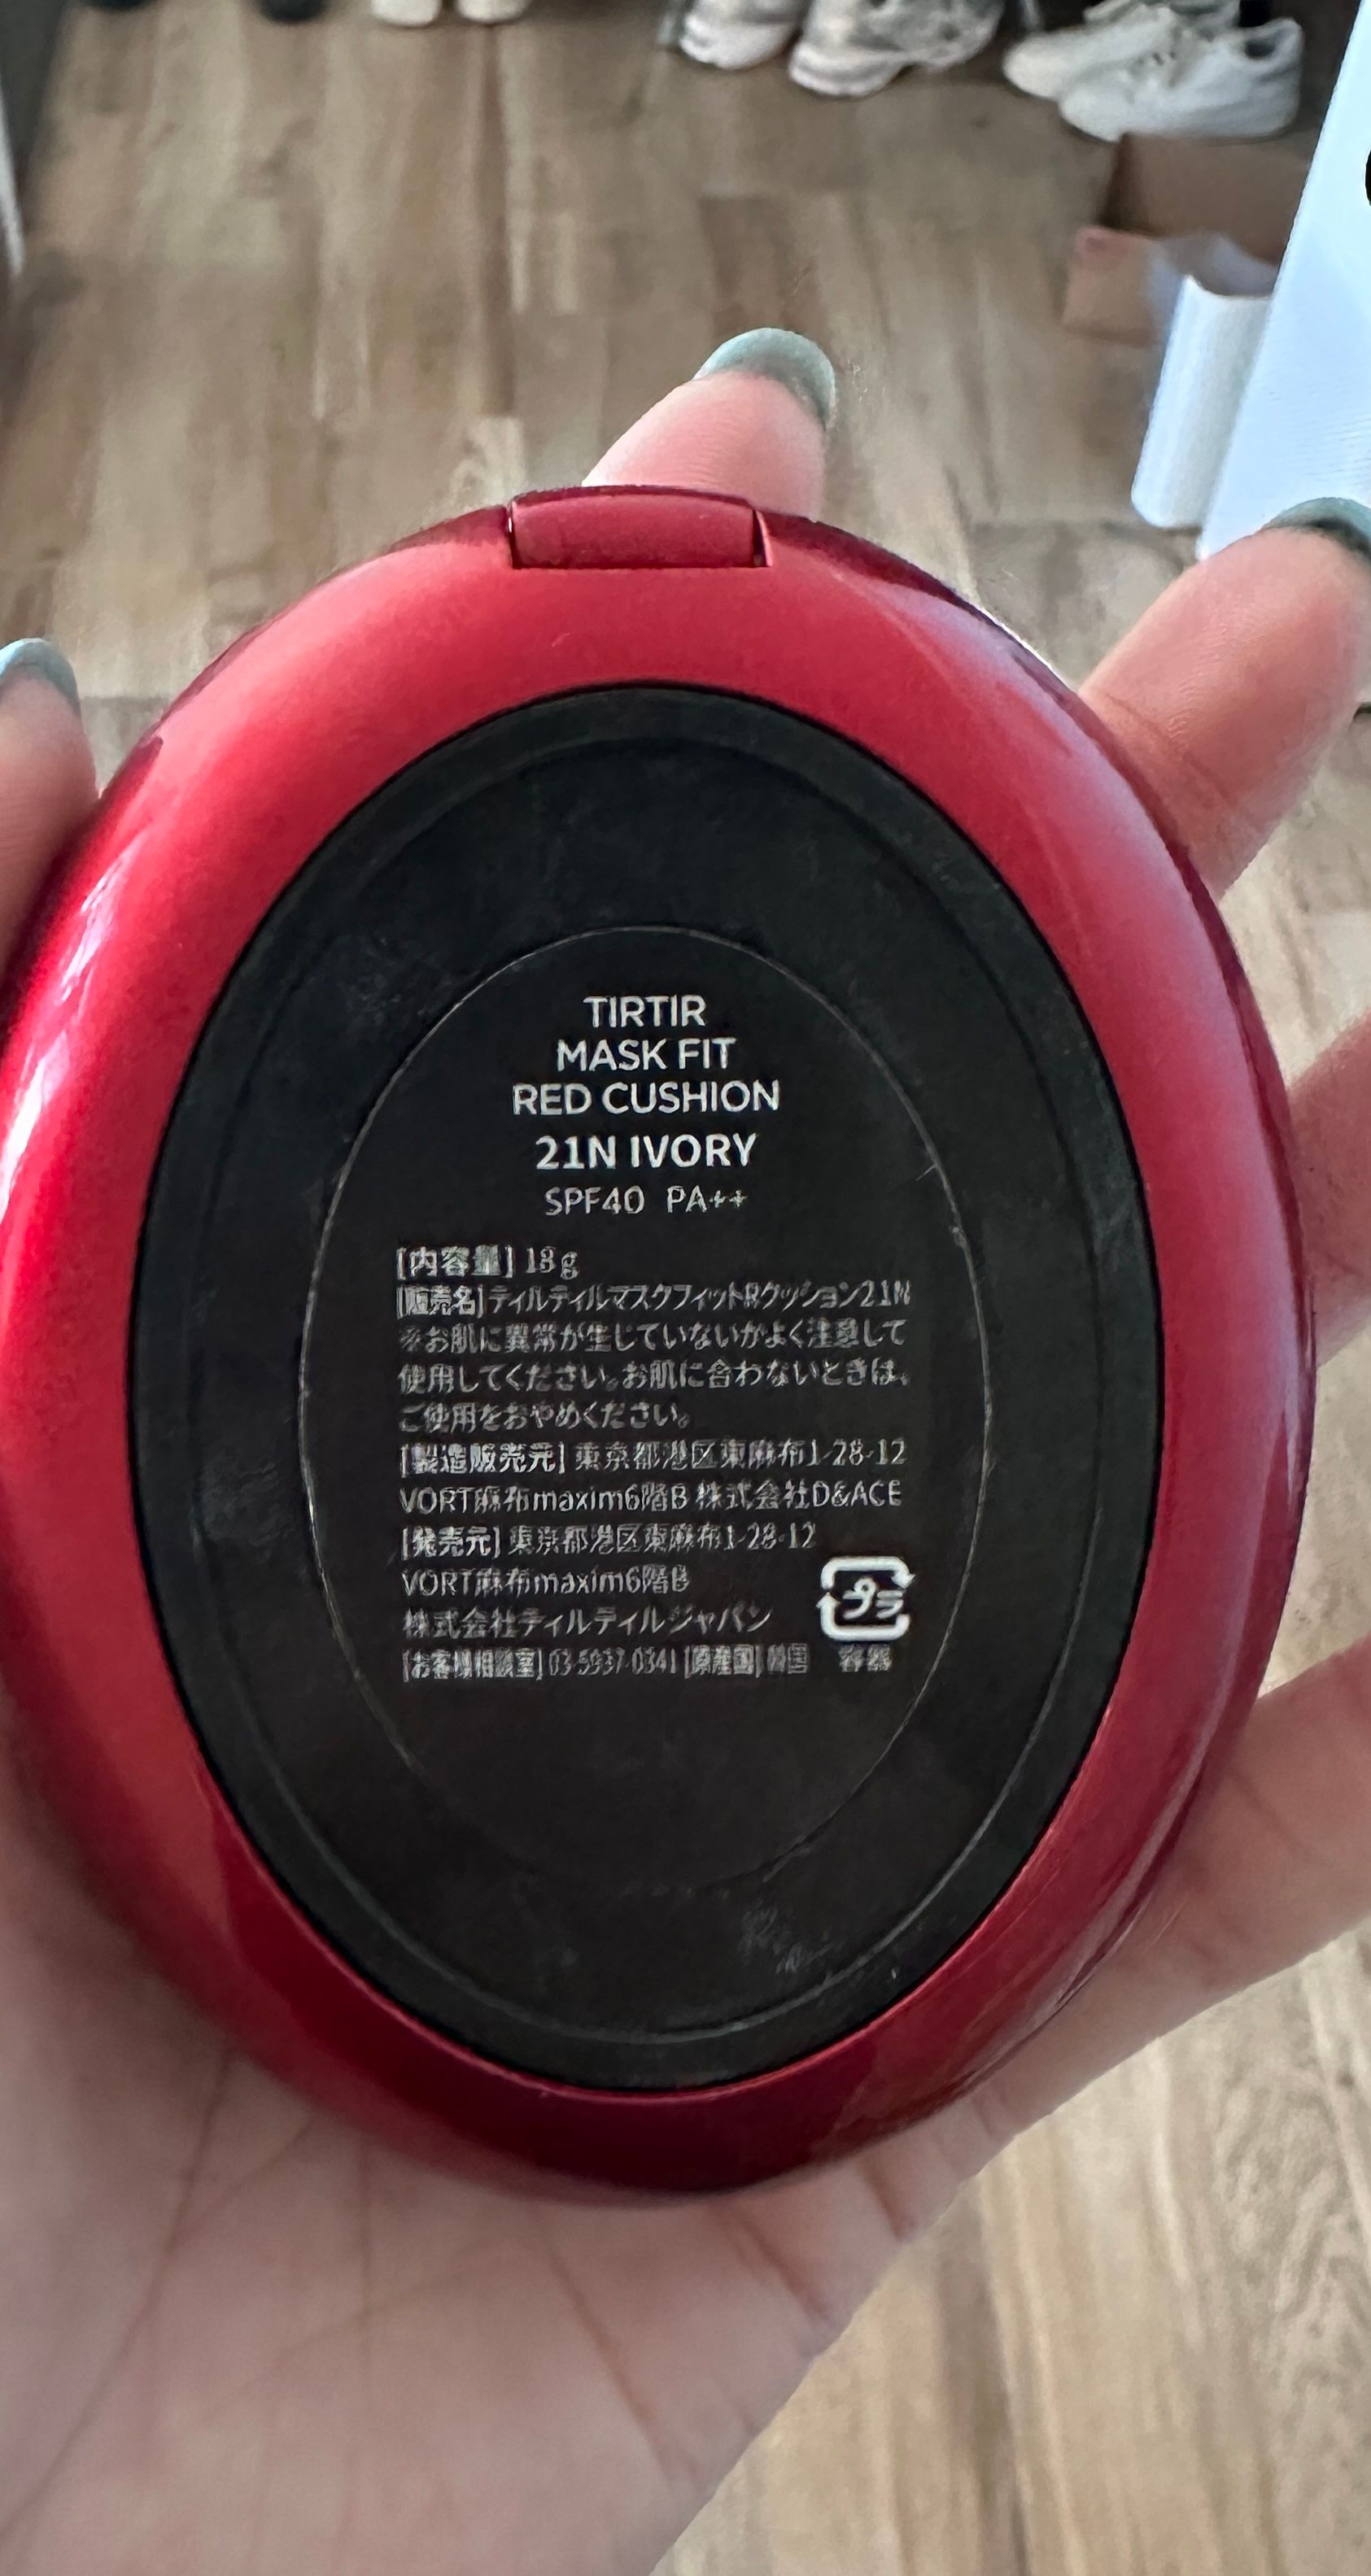 TIRTIR
MASK FIT
RED CUSHION
21N IVORY
SPF40 PA++
[内容量] 18g
[販売名] ティルティルマスクフィットRクッション21N
※お肌に異常が生じていないかよく注意して
使用してください。お肌に合わないときは、
ご使用をおやめください。
[製造販売元] 東京都港区東麻布1-28-12
VORT麻布maxim6階B 株式会社D&ACE
[発売元] 東京都港区東麻布1-28-12
VORT麻布maxim6階B
株式会社ティルティルジャパン
[お客様相談室] 03-5937-0341 [原産国] 韓国
プラ
容器